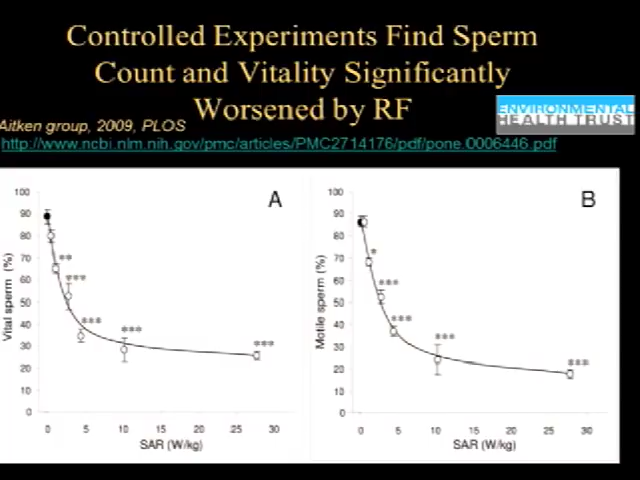 Controlled Experiments Find Sperm
Count and Vitality Significantly
Worsened by RF
ENVIRONMENTAL
HEALTH TRUST
Aitken group, 2009, PLOS
http://www.ncbi.nlm.nih.gov/pmc/articles/PMC2714176/pdf/pone.0006446.pdf
A
Vital sperm (%)
100
90
80
70
60
50
40
30
20
10
0
**
***
***
***
***
0 5 10 15 20 25 30
SAR (W/kg)
B
Motile sperm (%)
100
90
80
70
60
50
40
30
20
10
0
*
***
***
***
***
0 5 10 15 20 25 30
SAR (W/kg)